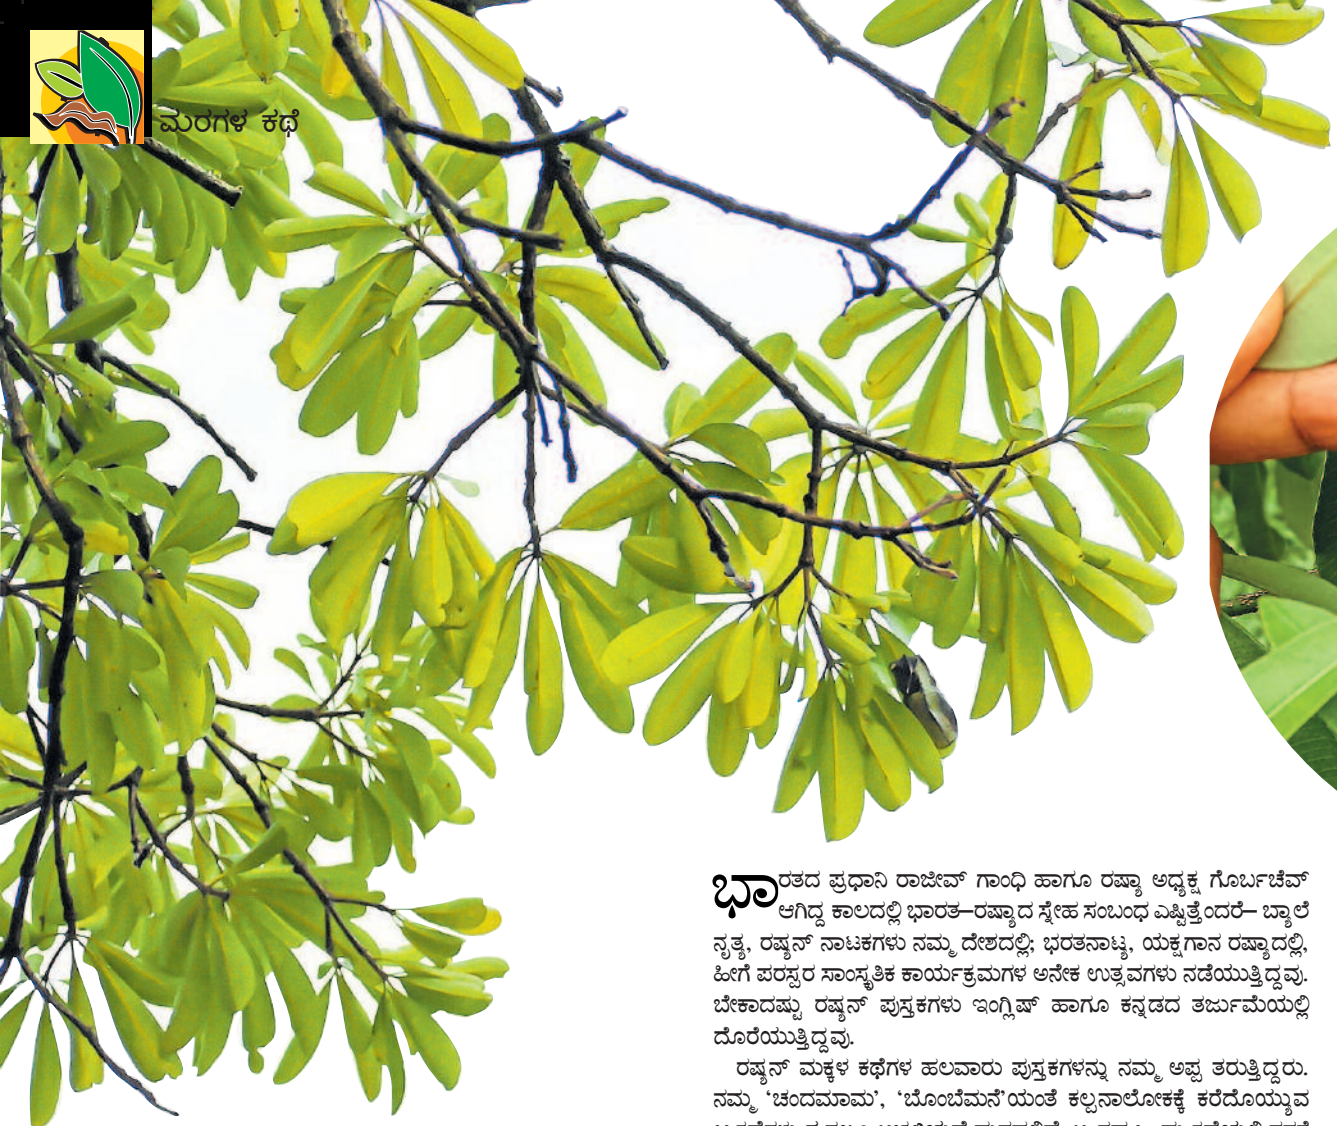 ಮರಗಳ ಕಥೆ
ಭಾರತದ ಪ್ರಧಾನಿ ರಾಜೀವ್ ಗಾಂಧಿ ಹಾಗೂ ರಷ್ಯಾ ಅಧ್ಯಕ್ಷ ಗೊರ್ಬಚೆವ್
ಆಗಿದ್ದ ಕಾಲದಲ್ಲಿ ಭಾರತ–ರಷ್ಯಾದ ಸ್ನೇಹ ಸಂಬಂಧ ಎಷ್ಟಿತ್ತೆಂದರೆ– ಬ್ಯಾಲೆ
ನೃತ್ಯ, ರಷ್ಯನ್ ನಾಟಕಗಳು ನಮ್ಮ ದೇಶದಲ್ಲಿ; ಭರತನಾಟ್ಯ, ಯಕ್ಷಗಾನ ರಷ್ಯಾದಲ್ಲಿ,
ಹೀಗೆ ಪರಸ್ಪರ ಸಾಂಸ್ಕೃತಿಕ ಕಾರ್ಯಕ್ರಮಗಳ ಅನೇಕ ಉತ್ಸವಗಳು ನಡೆಯುತ್ತಿದ್ದವು.
ಬೇಕಾದಷ್ಟು ರಷ್ಯನ್ ಪುಸ್ತಕಗಳು ಇಂಗ್ಲಿಷ್ ಹಾಗೂ ಕನ್ನಡದ ತರ್ಜುಮೆಯಲ್ಲಿ
ದೊರೆಯುತ್ತಿದ್ದವು.
ರಷ್ಯನ್ ಮಕ್ಕಳ ಕಥೆಗಳ ಹಲವಾರು ಪುಸ್ತಕಗಳನ್ನು ನಮ್ಮ ಅಪ್ಪ ತರುತ್ತಿದ್ದರು.
ನಮ್ಮ ‘ಚಂದಮಾಮ’, ‘ಬೊಂಬೆಮನೆ’ಯಂತೆ ಕಲ್ಪನಾಲೋಕಕ್ಕೆ ಕರೆದೊಯ್ಯುವ